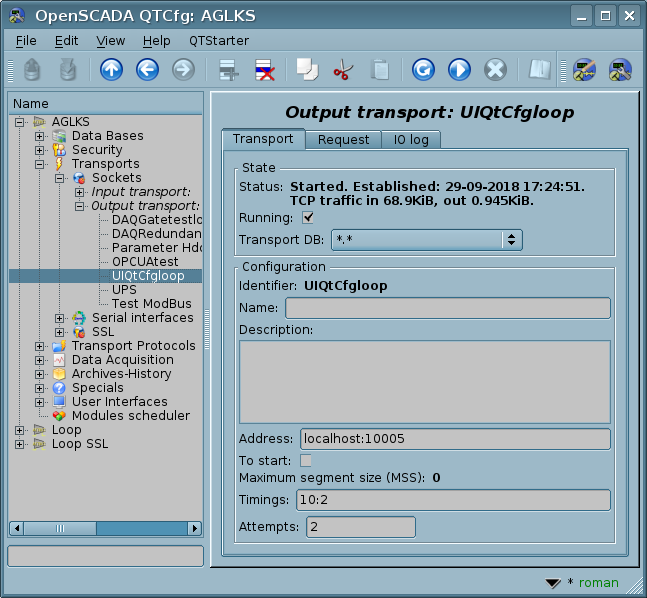 OpenSCADA QTCfg: AGLKS
File Edit View Help QTStarter
Name
AGLKS
Data Bases
Security
Transports
Sockets
Input transport:
Output transport:
DAQGatetestlo
DAQRedundan
Parameter Hdd
OPCUAtest
UIQtCfgloop
UPS
Test ModBus
Serial interfaces
SSL
Transport Protocols
Data Acquisition
Archives-History
Specials
User Interfaces
Modules scheduler
Loop
Loop SSL
Output transport: UIQtCfgloop
Transport Request IO log
State
Status: Started. Established: 29-09-2018 17:24:51.
TCP traffic in 68.9KiB, out 0.945KiB.
Running:
Transport DB: *.*
Configuration
Identifier: UIQtCfgloop
Name:
Description:
Address: localhost:10005
To start:
Maximum segment size (MSS): 0
Timings: 10:2
Attempts: 2
* roman